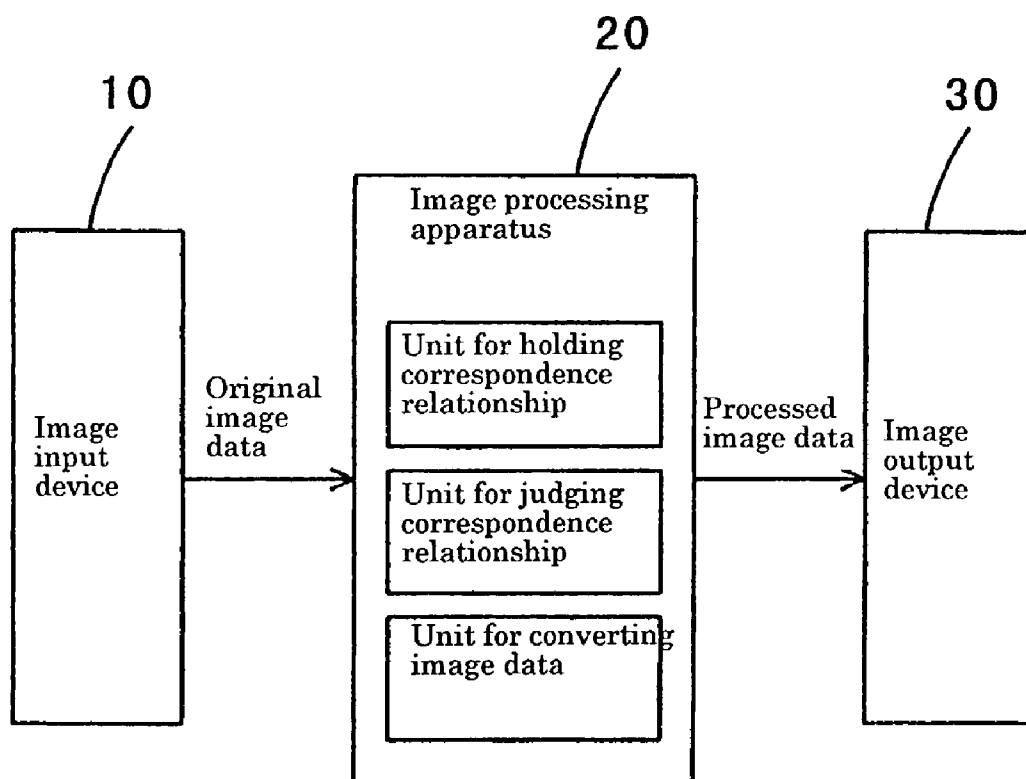 20
10
30
Image processing
apparatus
Unit for holding
correspondence
relationship
Original
image
data
Processed
image data
Image
input
device
Image
output
device
Unit for judging
correspondence
relationship
Unit for converting
image data